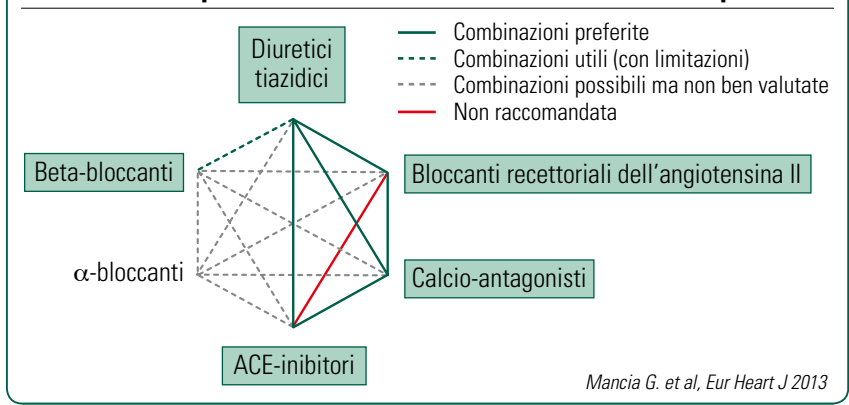 Combinazioni preferite
Combinazioni utili (con limitazioni)
Combinazioni possibili ma non ben valutate
Non raccomandata
Diuretici
tiazidici
Beta-bloccanti
Bloccanti recettoriali dell'angiotensina II
α-bloccanti
Calcio-antagonisti
ACE-inibitori
Mancia G. et al, Eur Heart J 2013